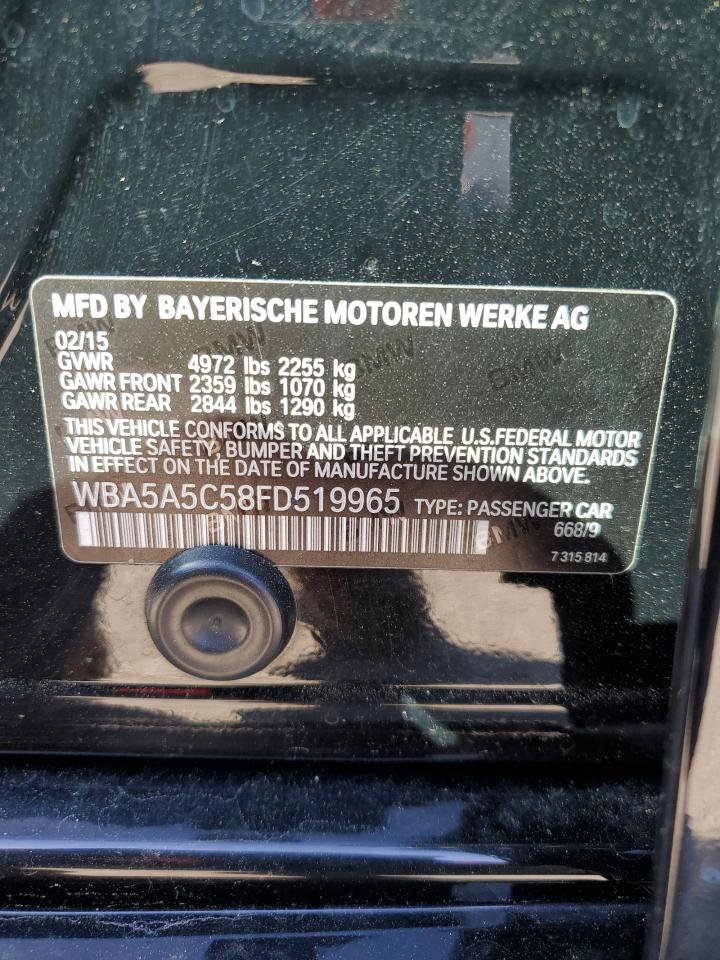 MFD BY BAYERISCHE MOTOREN WERKE AG
02/15
GVWR 4972 lbs 2255 kg
GAWR FRONT 2359 lbs 1070 kg
GAWR REAR 2844 lbs 1290 kg
THIS VEHICLE CONFORMS TO ALL APPLICABLE U.S.FEDERAL MOTOR
VEHICLE SAFETY, BUMPER AND THEFT PREVENTION STANDARDS
IN EFFECT ON THE DATE OF MANUFACTURE SHOWN ABOVE.
WBA5A5C58FD519965 TYPE: PASSENGER CAR
668/9
7 315 814